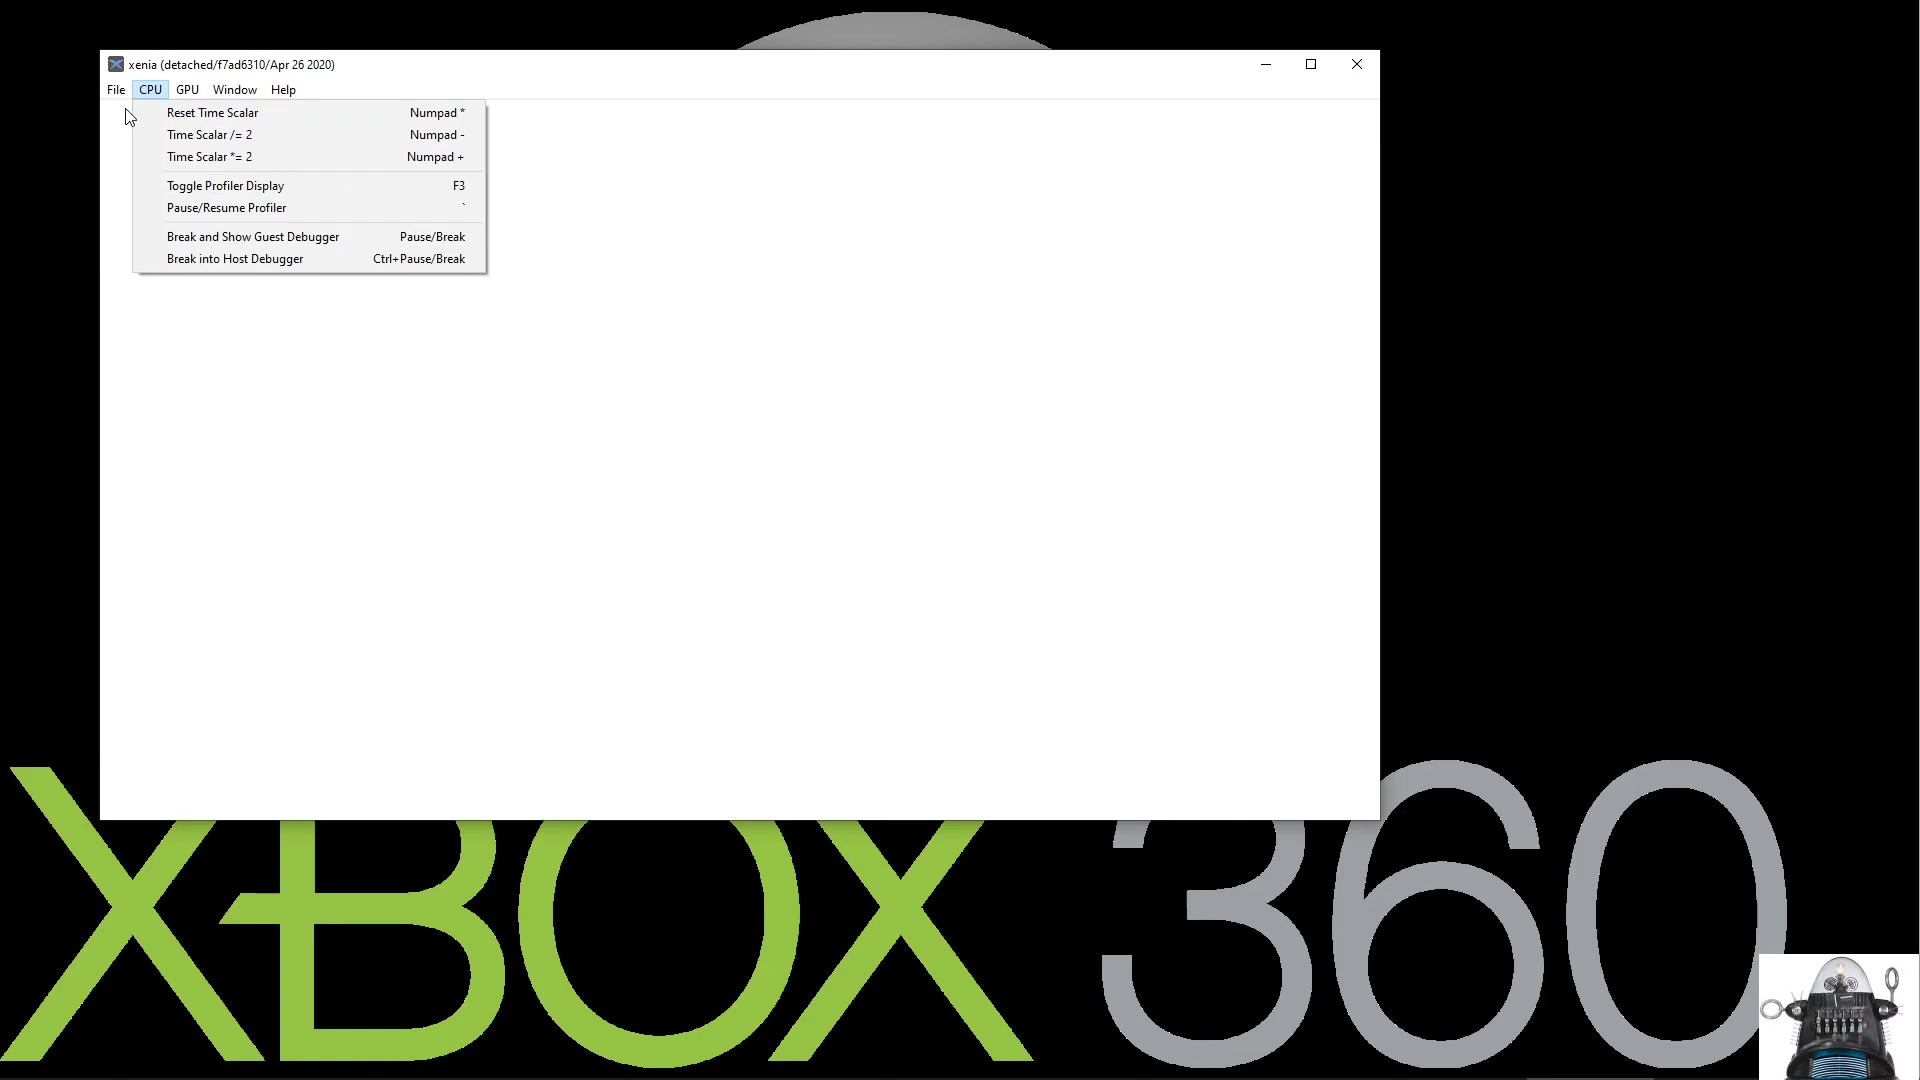 xenia (detached/f7ad6310/Apr 26 2020)
File CPU GPU Window Help
Reset Time Scalar Numpad *
Time Scalar /= 2 Numpad -
Time Scalar *= 2 Numpad +
Toggle Profiler Display F3
Pause/Resume Profiler `
Break and Show Guest Debugger Pause/Break
Break into Host Debugger Ctrl+Pause/Break
XBOX 360